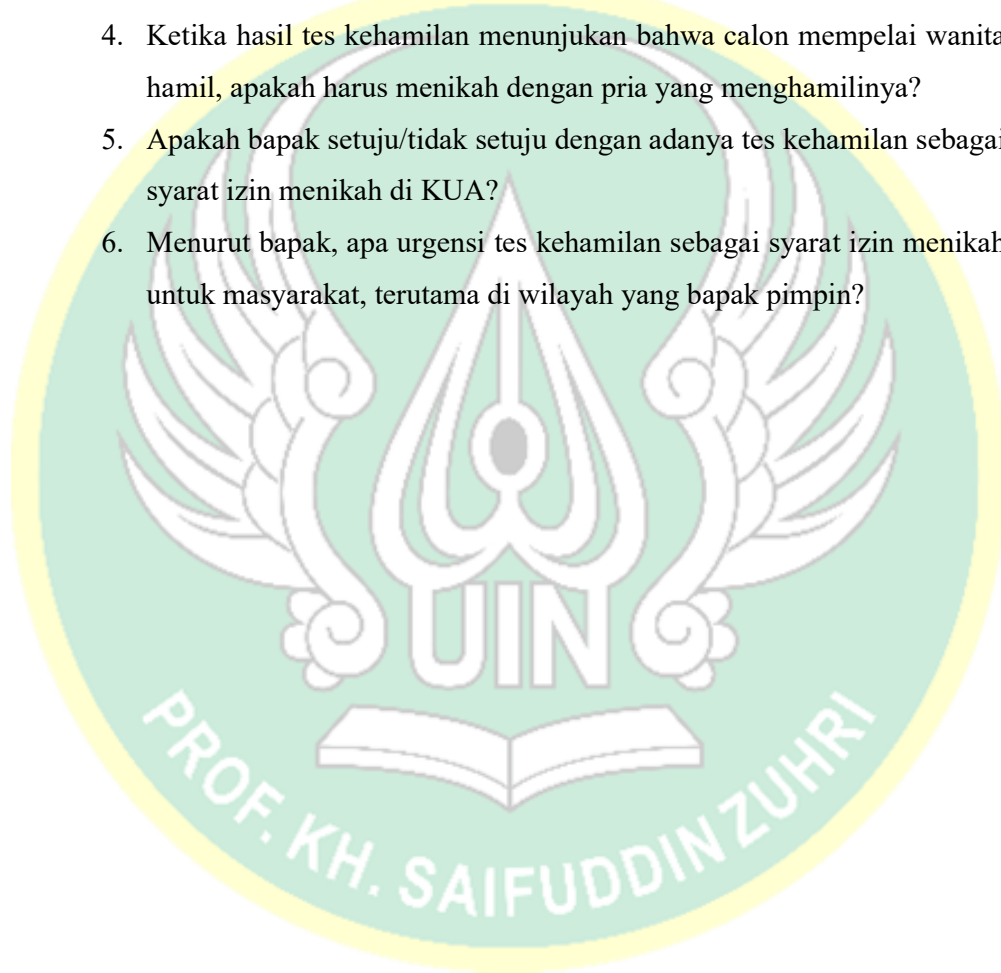 4. Ketika hasil tes kehamilan menunjukan bahwa calon mempelai wanita
hamil, apakah harus menikah dengan pria yang menghamilinya?
5. Apakah bapak setuju/tidak setuju dengan adanya tes kehamilan sebagai
syarat izin menikah di KUA?
6. Menurut bapak, apa urgensi tes kehamilan sebagai syarat izin menikah
untuk masyarakat, terutama di wilayah yang bapak pimpin?
UIN
PROF. KH. SAIFUDDIN ZUHRI